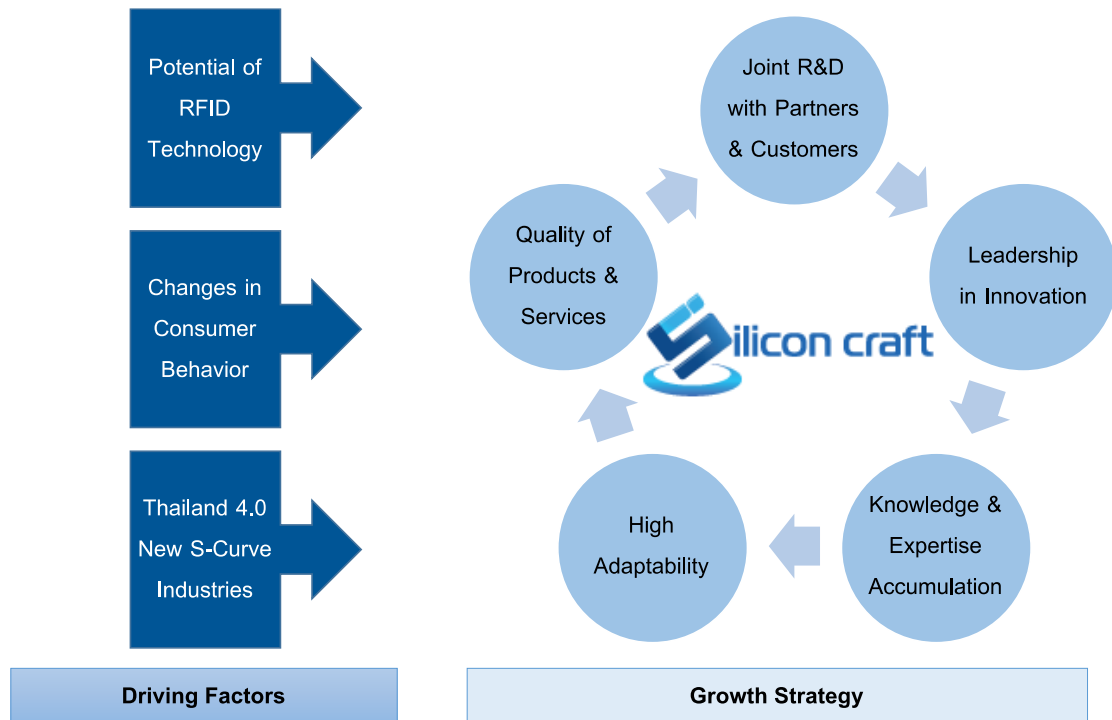 Potential of
RFID
Technology
Changes in
Consumer
Behavior
Thailand 4.0
New S-Curve
Industries
Driving Factors
Joint R&D
with Partners
& Customers
Leadership
in Innovation
Knowledge &
Expertise
Accumulation
High
Adaptability
Quality of
Products &
Services
Silicon craft
Growth Strategy